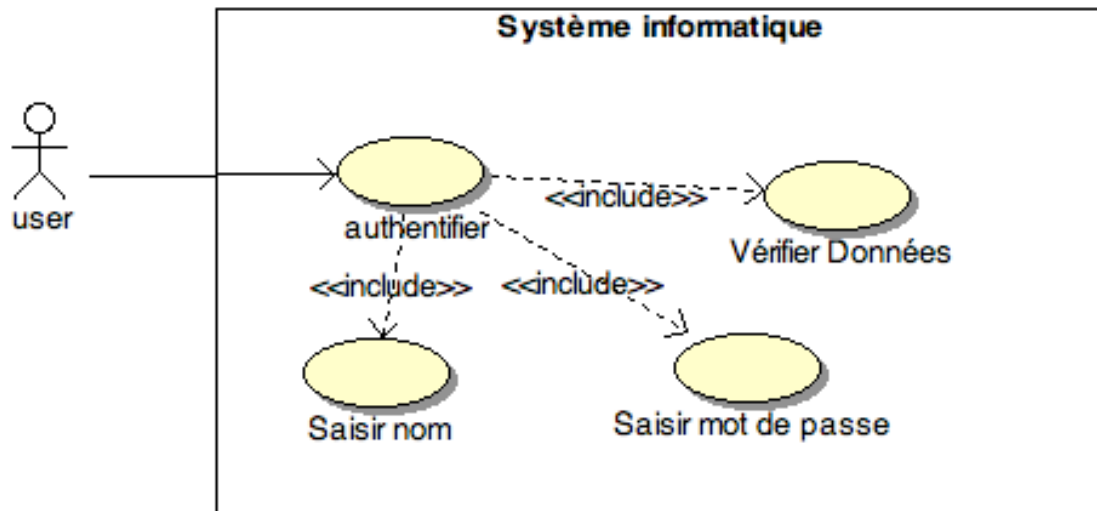 Système informatique
user
authentifier
<<include>>
Vérifier Données
<<include>>
<<include>>
Saisir nom
Saisir mot de passe